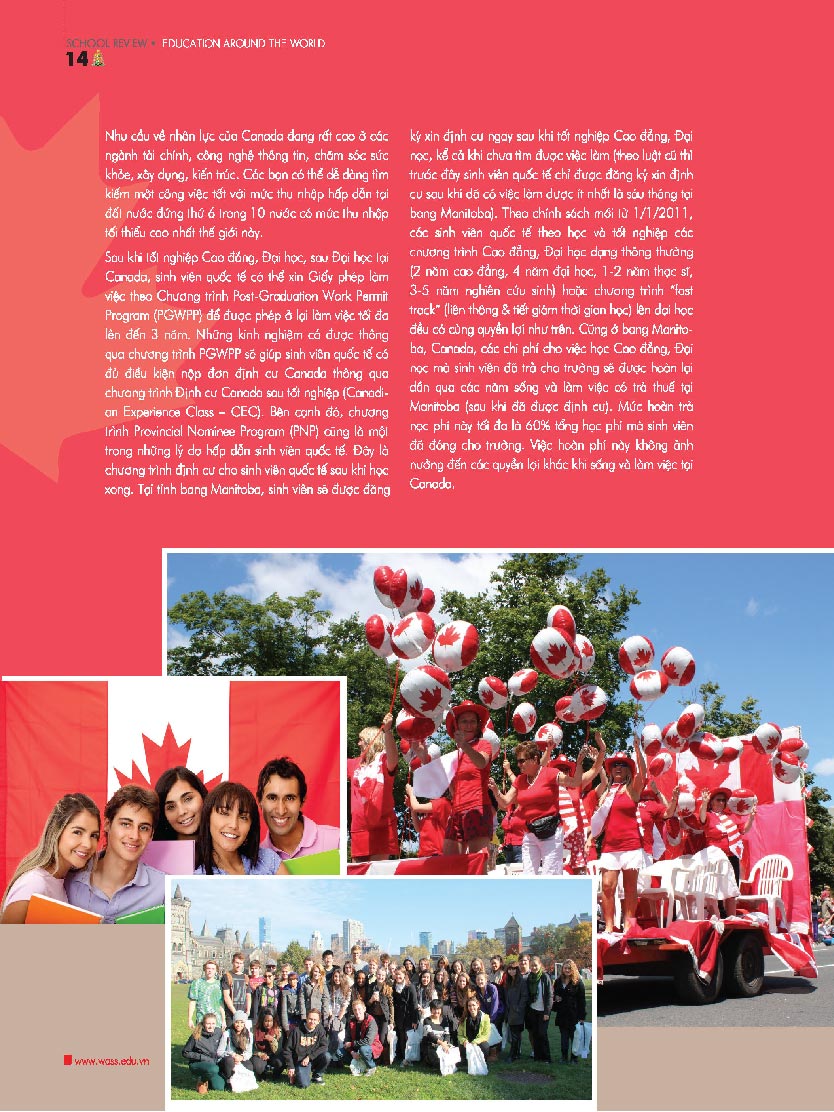 SCHOOL REVIEW • EDUCATION AROUND THE WORLD
14
Nhu cầu về nhân lực của Canada đang rất cao ở các
ngành tài chính, công nghệ thông tin, chăm sóc sức
khỏe, xây dựng, kiến trúc. Các bạn có thể dễ dàng tìm
kiếm một công việc tốt với mức thu nhập hấp dẫn tại
đất nước đứng thứ 6 trong 10 nước có mức thu nhập
tối thiểu cao nhất thế giới này.
Sau khi tốt nghiệp Cao đẳng, Đại học, sau Đại học tại
Canada, sinh viên quốc tế có thể xin Giấy phép làm
việc theo Chương trình Post-Graduation Work Permit
Program (PGWPP) để được phép ở lại làm việc tối đa
lên đến 3 năm. Những kinh nghiệm có được thông
qua chương trình PGWPP sẽ giúp sinh viên quốc tế có
đủ điều kiện nộp đơn định cư Canada thông qua
chương trình Định cư Canada sau tốt nghiệp (Canadi-
an Experience Class – CEC). Bên cạnh đó, chương
trình Provincial Nominee Program (PNP) cũng là một
trong những lý do hấp dẫn sinh viên quốc tế. Đây là
chương trình định cư cho sinh viên quốc tế sau khi học
xong. Tại tỉnh bang Manitoba, sinh viên sẽ được đăng
ký xin định cư ngay sau khi tốt nghiệp Cao đẳng, Đại
học, kể cả khi chưa tìm được việc làm (theo luật cũ thì
trước đây sinh viên quốc tế chỉ được đăng ký xin định
cư sau khi đã có việc làm được ít nhất là sáu tháng tại
bang Manitoba). Theo chính sách mới từ 1/1/2011,
các sinh viên quốc tế theo học và tốt nghiệp các
chương trình Cao đẳng, Đại học dạng thông thường
(2 năm cao đẳng, 4 năm đại học, 1-2 năm thạc sĩ,
3-5 năm nghiên cứu sinh) hoặc chương trình "fast
track" (liên thông & tiết giảm thời gian học) lên đại học
đều có cùng quyền lợi như trên. Cũng ở bang Manito-
ba, Canada, các chi phí cho việc học Cao đẳng, Đại
học mà sinh viên đã trả cho trường sẽ được hoàn lại
dần qua các năm sống và làm việc có trả thuế tại
Manitoba (sau khi đã được định cư). Mức hoàn trả
học phí này tối đa là 60% tổng học phí mà sinh viên
đã đóng cho trường. Việc hoàn phí này không ảnh
hưởng đến các quyền lợi khác khi sống và làm việc tại
Canada.
www.wass.edu.vn